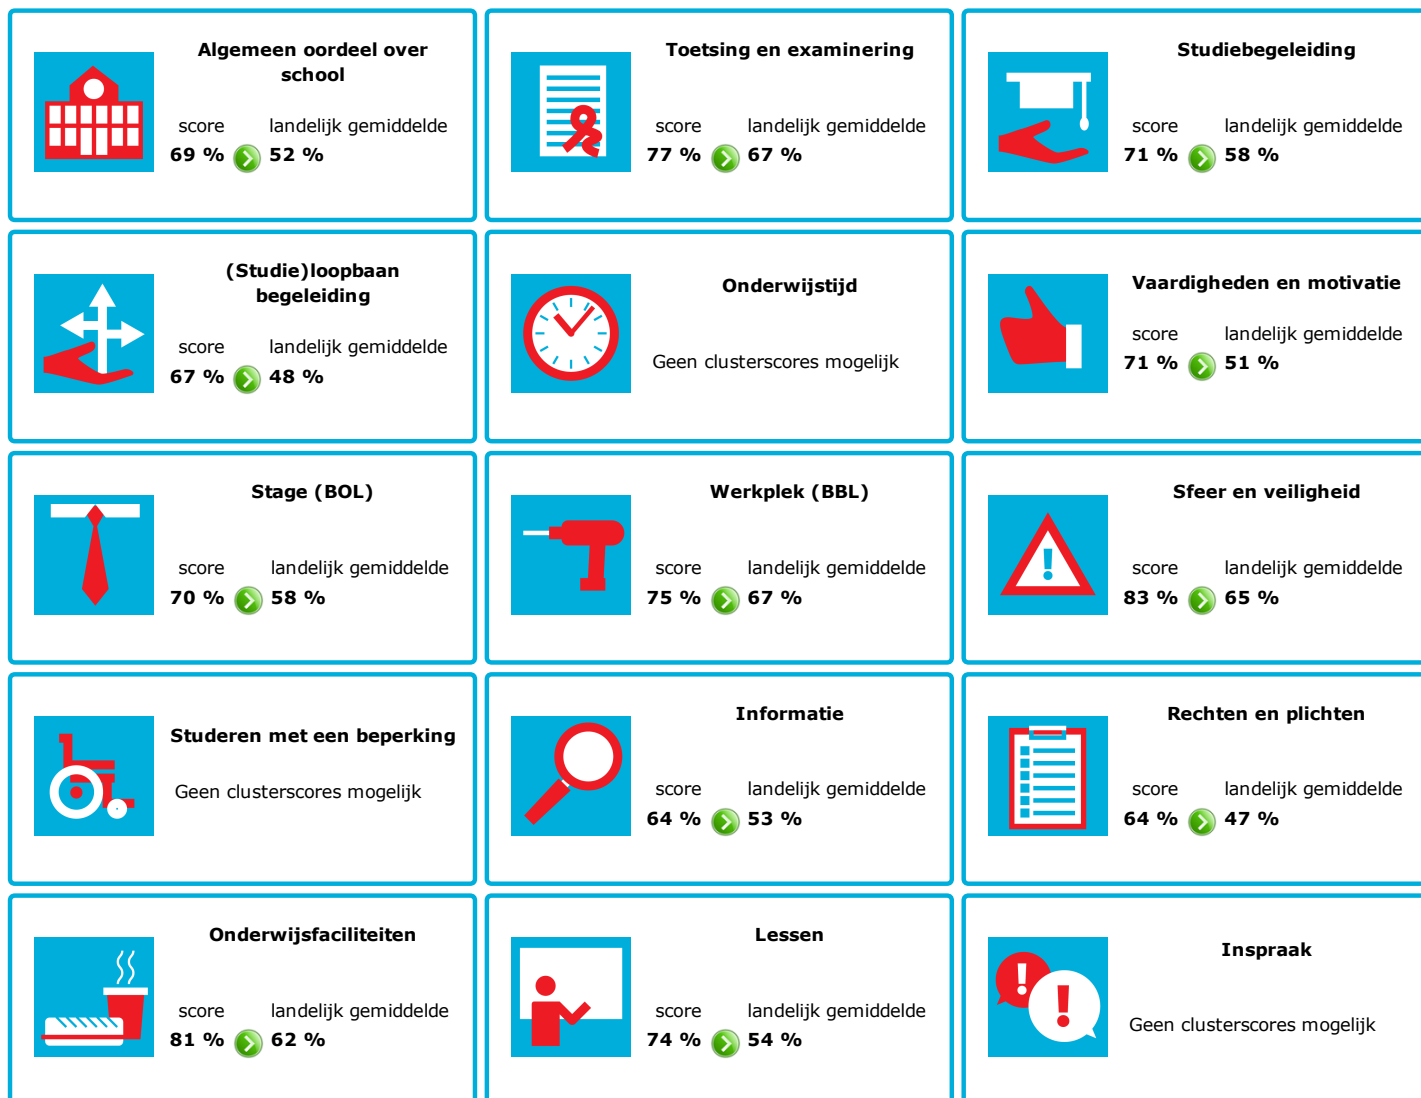 Algemeen oordeel over
school
score landelijk gemiddelde
69 % 52 %
Toetsing en examinering
score landelijk gemiddelde
77 % 67 %
Studiebegeleiding
score landelijk gemiddelde
71 % 58 %
(Studie)loopbaan
begeleiding
score landelijk gemiddelde
67 % 48 %
Onderwijstijd
Geen clusterscores mogelijk
Vaardigheden en motivatie
score landelijk gemiddelde
71 % 51 %
Stage (BOL)
score landelijk gemiddelde
70 % 58 %
Werkplek (BBL)
score landelijk gemiddelde
75 % 67 %
Sfeer en veiligheid
score landelijk gemiddelde
83 % 65 %
Studeren met een beperking
Geen clusterscores mogelijk
Informatie
score landelijk gemiddelde
64 % 53 %
Rechten en plichten
score landelijk gemiddelde
64 % 47 %
Onderwijsfaciliteiten
score landelijk gemiddelde
81 % 62 %
Lessen
score landelijk gemiddelde
74 % 54 %
Inspraak
Geen clusterscores mogelijk